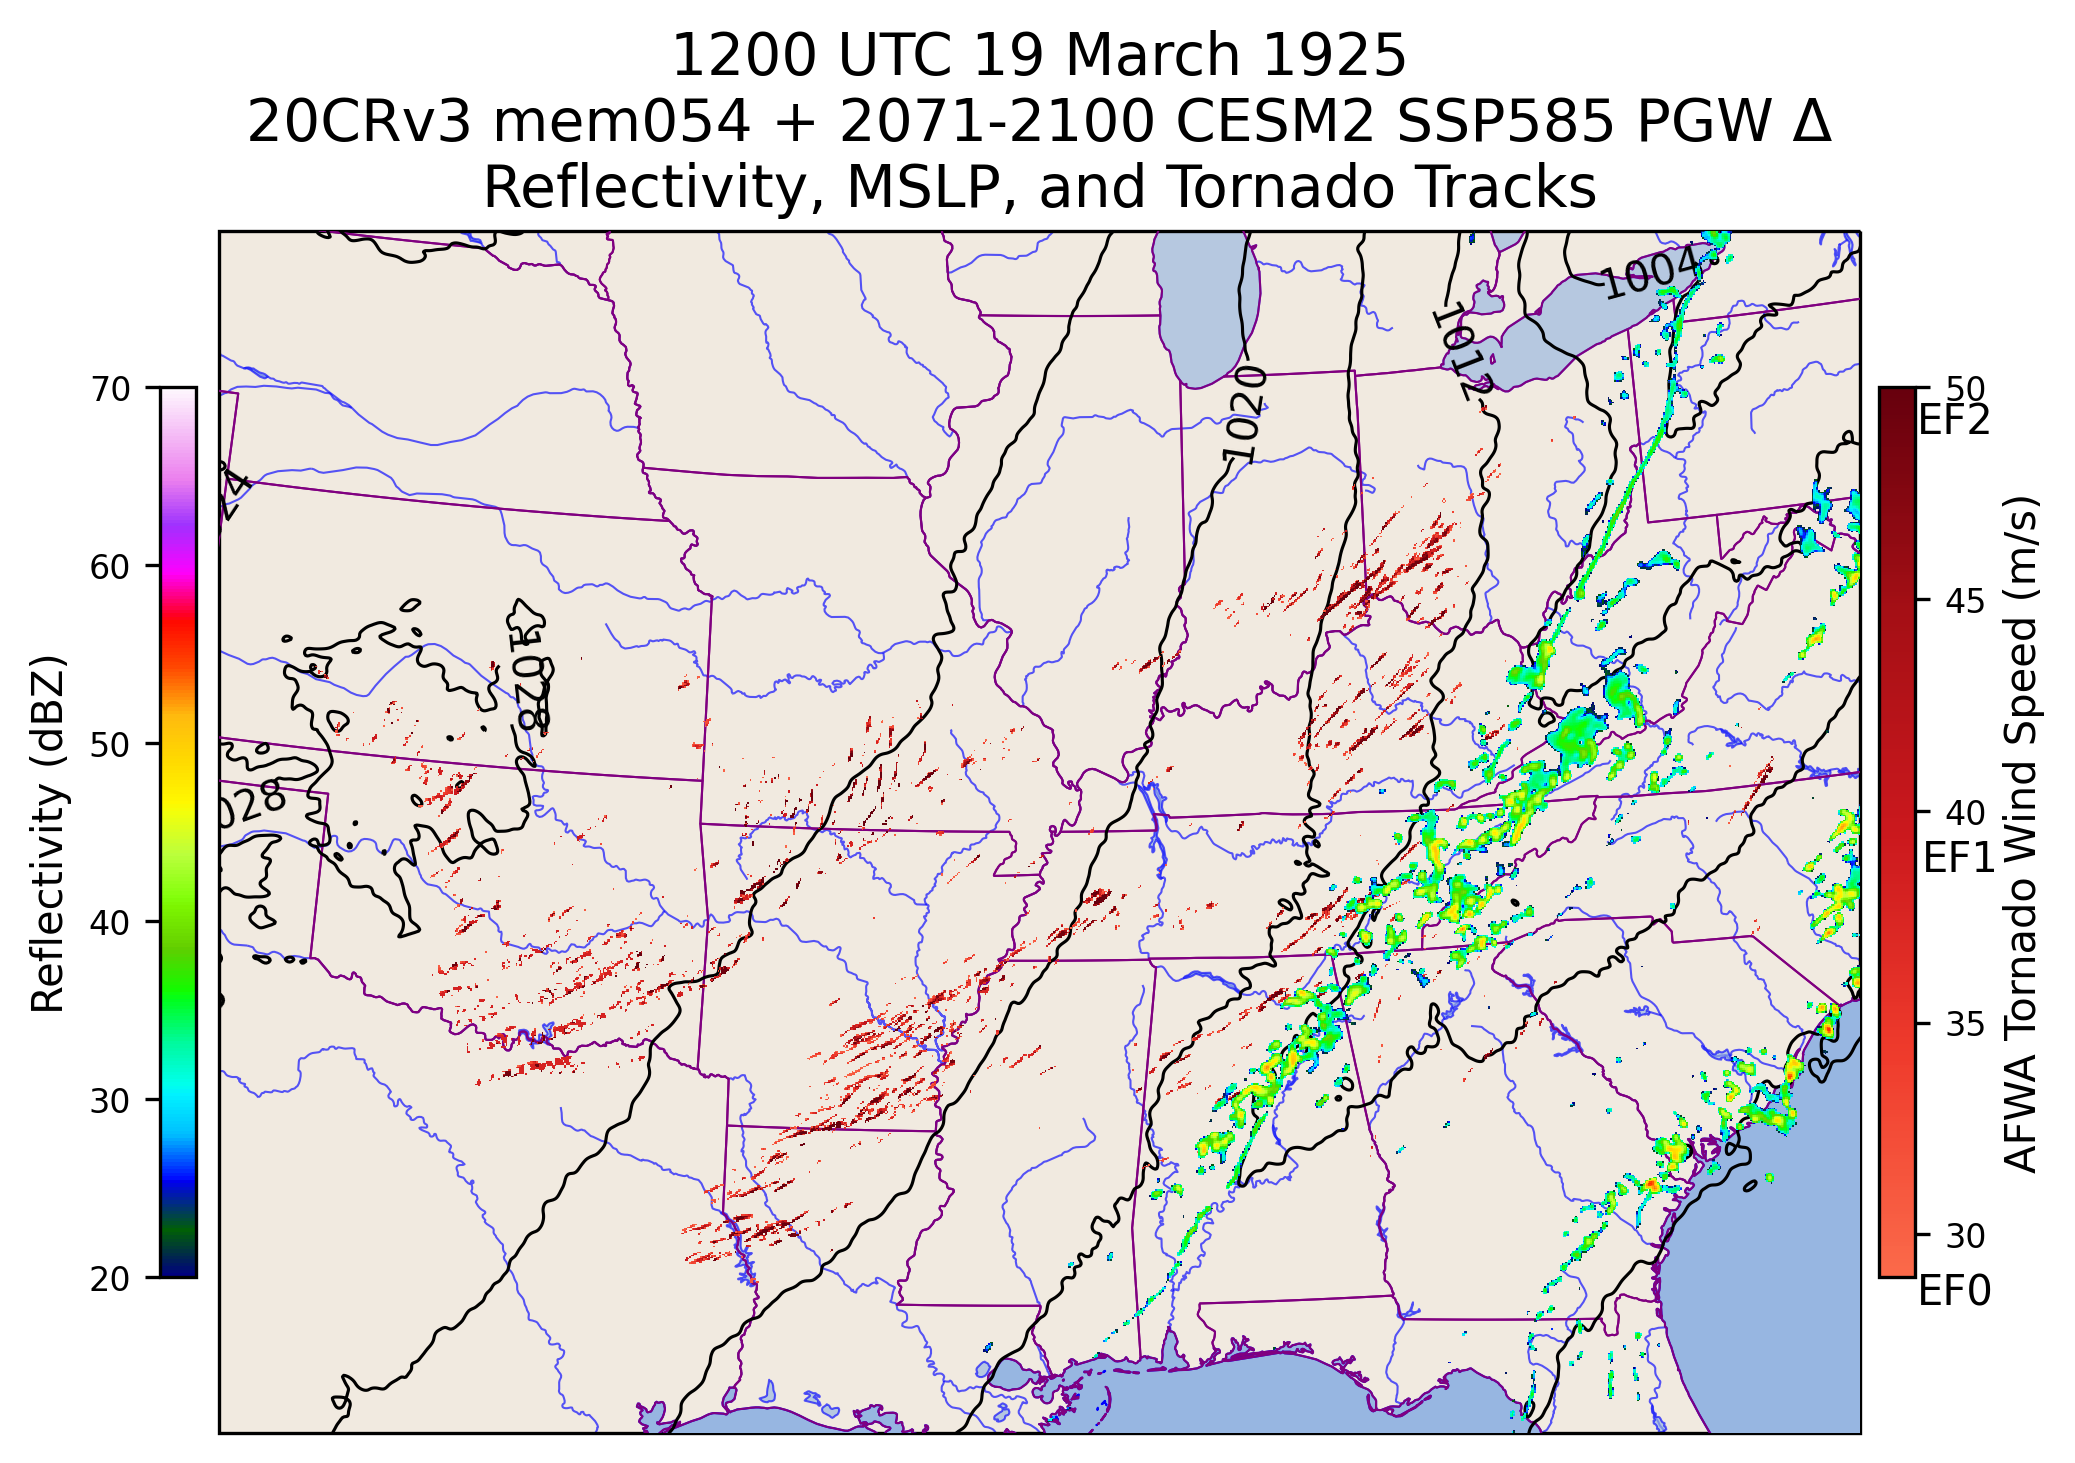 1200 UTC 19 March 1925
20CRv3 mem054 + 2071-2100 CESM2 SSP585 PGW Δ
Reflectivity, MSLP, and Tornado Tracks
Reflectivity (dBZ)
70
60
50
40
30
20
1004
1012
1020
24
1028
028
50
EF2
45
40
EF1
35
30
EF0
AFWA Tornado Wind Speed (m/s)